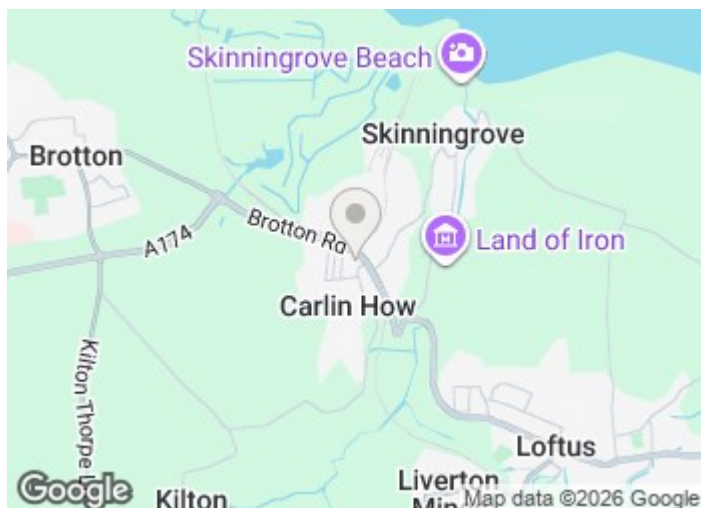 Skinningrove Beach
Skinningrove
Brotton
Brotton Rd
A174
Land of Iron
Carlin How
Kilton Thorpe L
Loftus
Liverton
Google
Kilton
Map data ©2026 Google